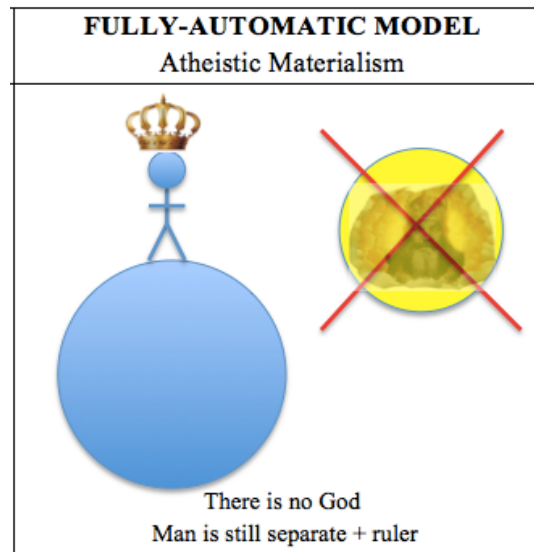 FULLY-AUTOMATIC MODEL
Atheistic Materialism
There is no God
Man is still separate + ruler